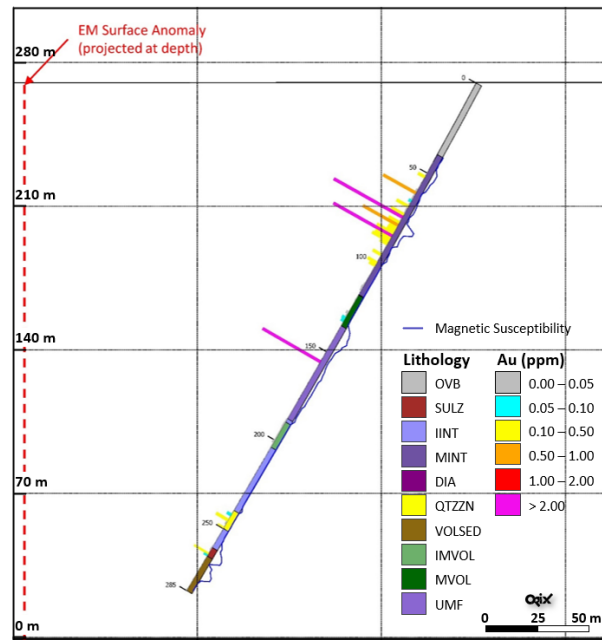 EM Surface Anomaly
(projected at depth)
280 m
0
50
210 m
100
Magnetic Susceptibility
140 m
150
Lithology Au (ppm)
OVB 0.00 – 0.05
SULZ 0.05 – 0.10
IINT 0.10 – 0.50
MINT 0.50 – 1.00
DIA 1.00 – 2.00
QTZZN > 2.00
VOLSED
IMVOL
MVOL
UMF
200
70 m
250
285
0 m
0 25 50 m